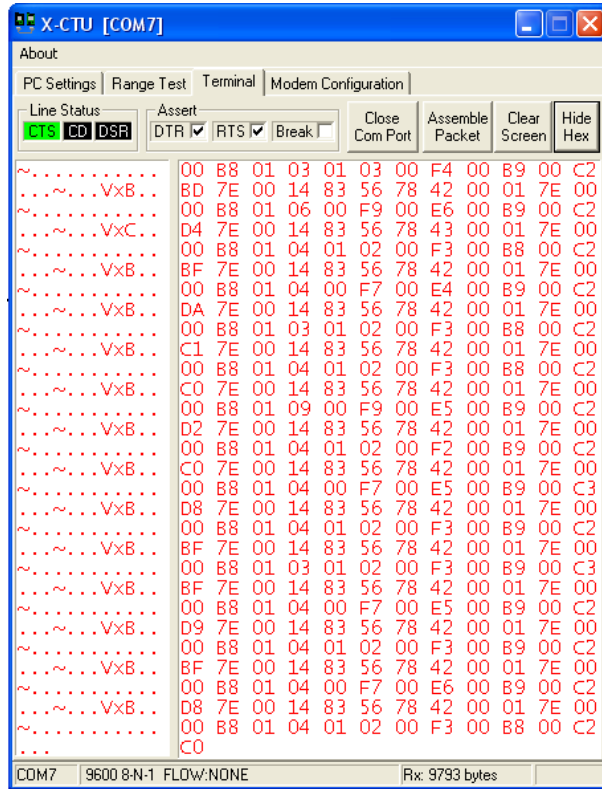 X-CTU [COM7]
About
PC Settings Range Test Terminal Modem Configuration
Line Status Assert
CTS CD DSR DTR RTS Break
Close Com Port
Assemble Packet
Clear Screen
Hide Hex
~........... 00 B8 01 03 01 03 00 F4 00 B9 00 C2
...~...VxB.. BD 7E 00 14 83 56 78 42 00 01 7E 00
~........... 00 B8 01 06 00 F9 00 E6 00 B9 00 C2
...~...VxC.. D4 7E 00 14 83 56 78 43 00 01 7E 00
~........... 00 B8 01 04 01 02 00 F3 00 B8 00 C2
...~...VxB.. BF 7E 00 14 83 56 78 42 00 01 7E 00
~........... 00 B8 01 04 00 F7 00 E4 00 B9 00 C2
...~...VxB.. DA 7E 00 14 83 56 78 42 00 01 7E 00
~........... 00 B8 01 03 01 02 00 F3 00 B8 00 C2
...~...VxB.. C1 7E 00 14 83 56 78 42 00 01 7E 00
~........... 00 B8 01 04 01 02 00 F3 00 B8 00 C2
...~...VxB.. C0 7E 00 14 83 56 78 42 00 01 7E 00
~........... 00 B8 01 09 00 F9 00 E5 00 B9 00 C2
...~...VxB.. D2 7E 00 14 83 56 78 42 00 01 7E 00
~........... 00 B8 01 04 01 02 00 F2 00 B9 00 C2
...~...VxB.. C0 7E 00 14 83 56 78 42 00 01 7E 00
~........... 00 B8 01 04 00 F7 00 E5 00 B9 00 C3
...~...VxB.. D8 7E 00 14 83 56 78 42 00 01 7E 00
~........... 00 B8 01 04 01 02 00 F3 00 B9 00 C2
...~...VxB.. BF 7E 00 14 83 56 78 42 00 01 7E 00
~........... 00 B8 01 03 01 02 00 F3 00 B9 00 C3
...~...VxB.. BF 7E 00 14 83 56 78 42 00 01 7E 00
~........... 00 B8 01 04 00 F7 00 E5 00 B9 00 C2
...~...VxB.. D9 7E 00 14 83 56 78 42 00 01 7E 00
~........... 00 B8 01 04 01 02 00 F3 00 B9 00 C2
...~...VxB.. BF 7E 00 14 83 56 78 42 00 01 7E 00
~........... 00 B8 01 04 00 F7 00 E6 00 B9 00 C2
...~...VxB.. D8 7E 00 14 83 56 78 42 00 01 7E 00
~........... 00 B8 01 04 01 02 00 F3 00 B8 00 C2
... C0
COM7 9600 8-N-1 FLOW:NONE Rx: 9793 bytes